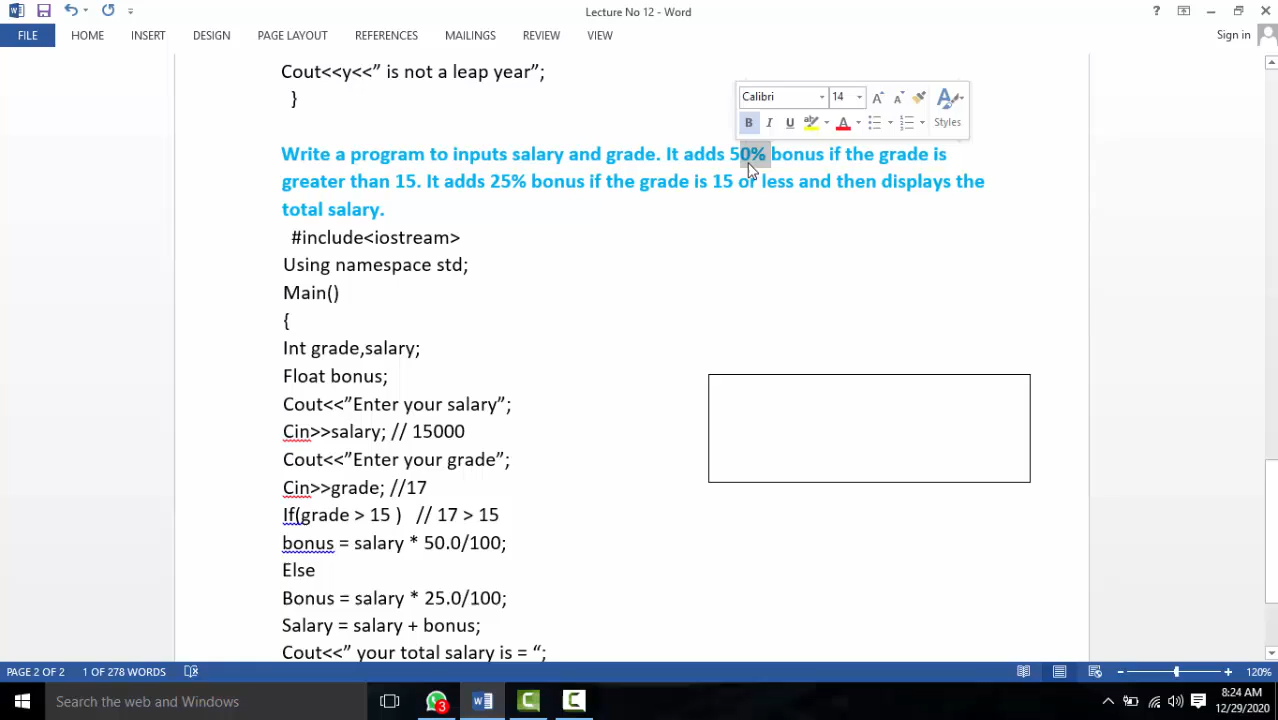 Lecture No 12 - Word
FILE HOME INSERT DESIGN PAGE LAYOUT REFERENCES MAILINGS REVIEW VIEW Sign in
Cout<<y<<” is not a leap year”;
}
Calibri 14
B I U ab A Styles
Write a program to inputs salary and grade. It adds 50% bonus if the grade is
greater than 15. It adds 25% bonus if the grade is 15 or less and then displays the
total salary.
#include<iostream>
Using namespace std;
Main()
{
Int grade,salary;
Float bonus;
Cout<<”Enter your salary”;
Cin>>salary; // 15000
Cout<<”Enter your grade”;
Cin>>grade; //17
If(grade > 15 ) // 17 > 15
bonus = salary * 50.0/100;
Else
Bonus = salary * 25.0/100;
Salary = salary + bonus;
Cout<<” your total salary is = “;
PAGE 2 OF 2 1 OF 278 WORDS 120%
Search the web and Windows 3 8:24 AM
12/29/2020